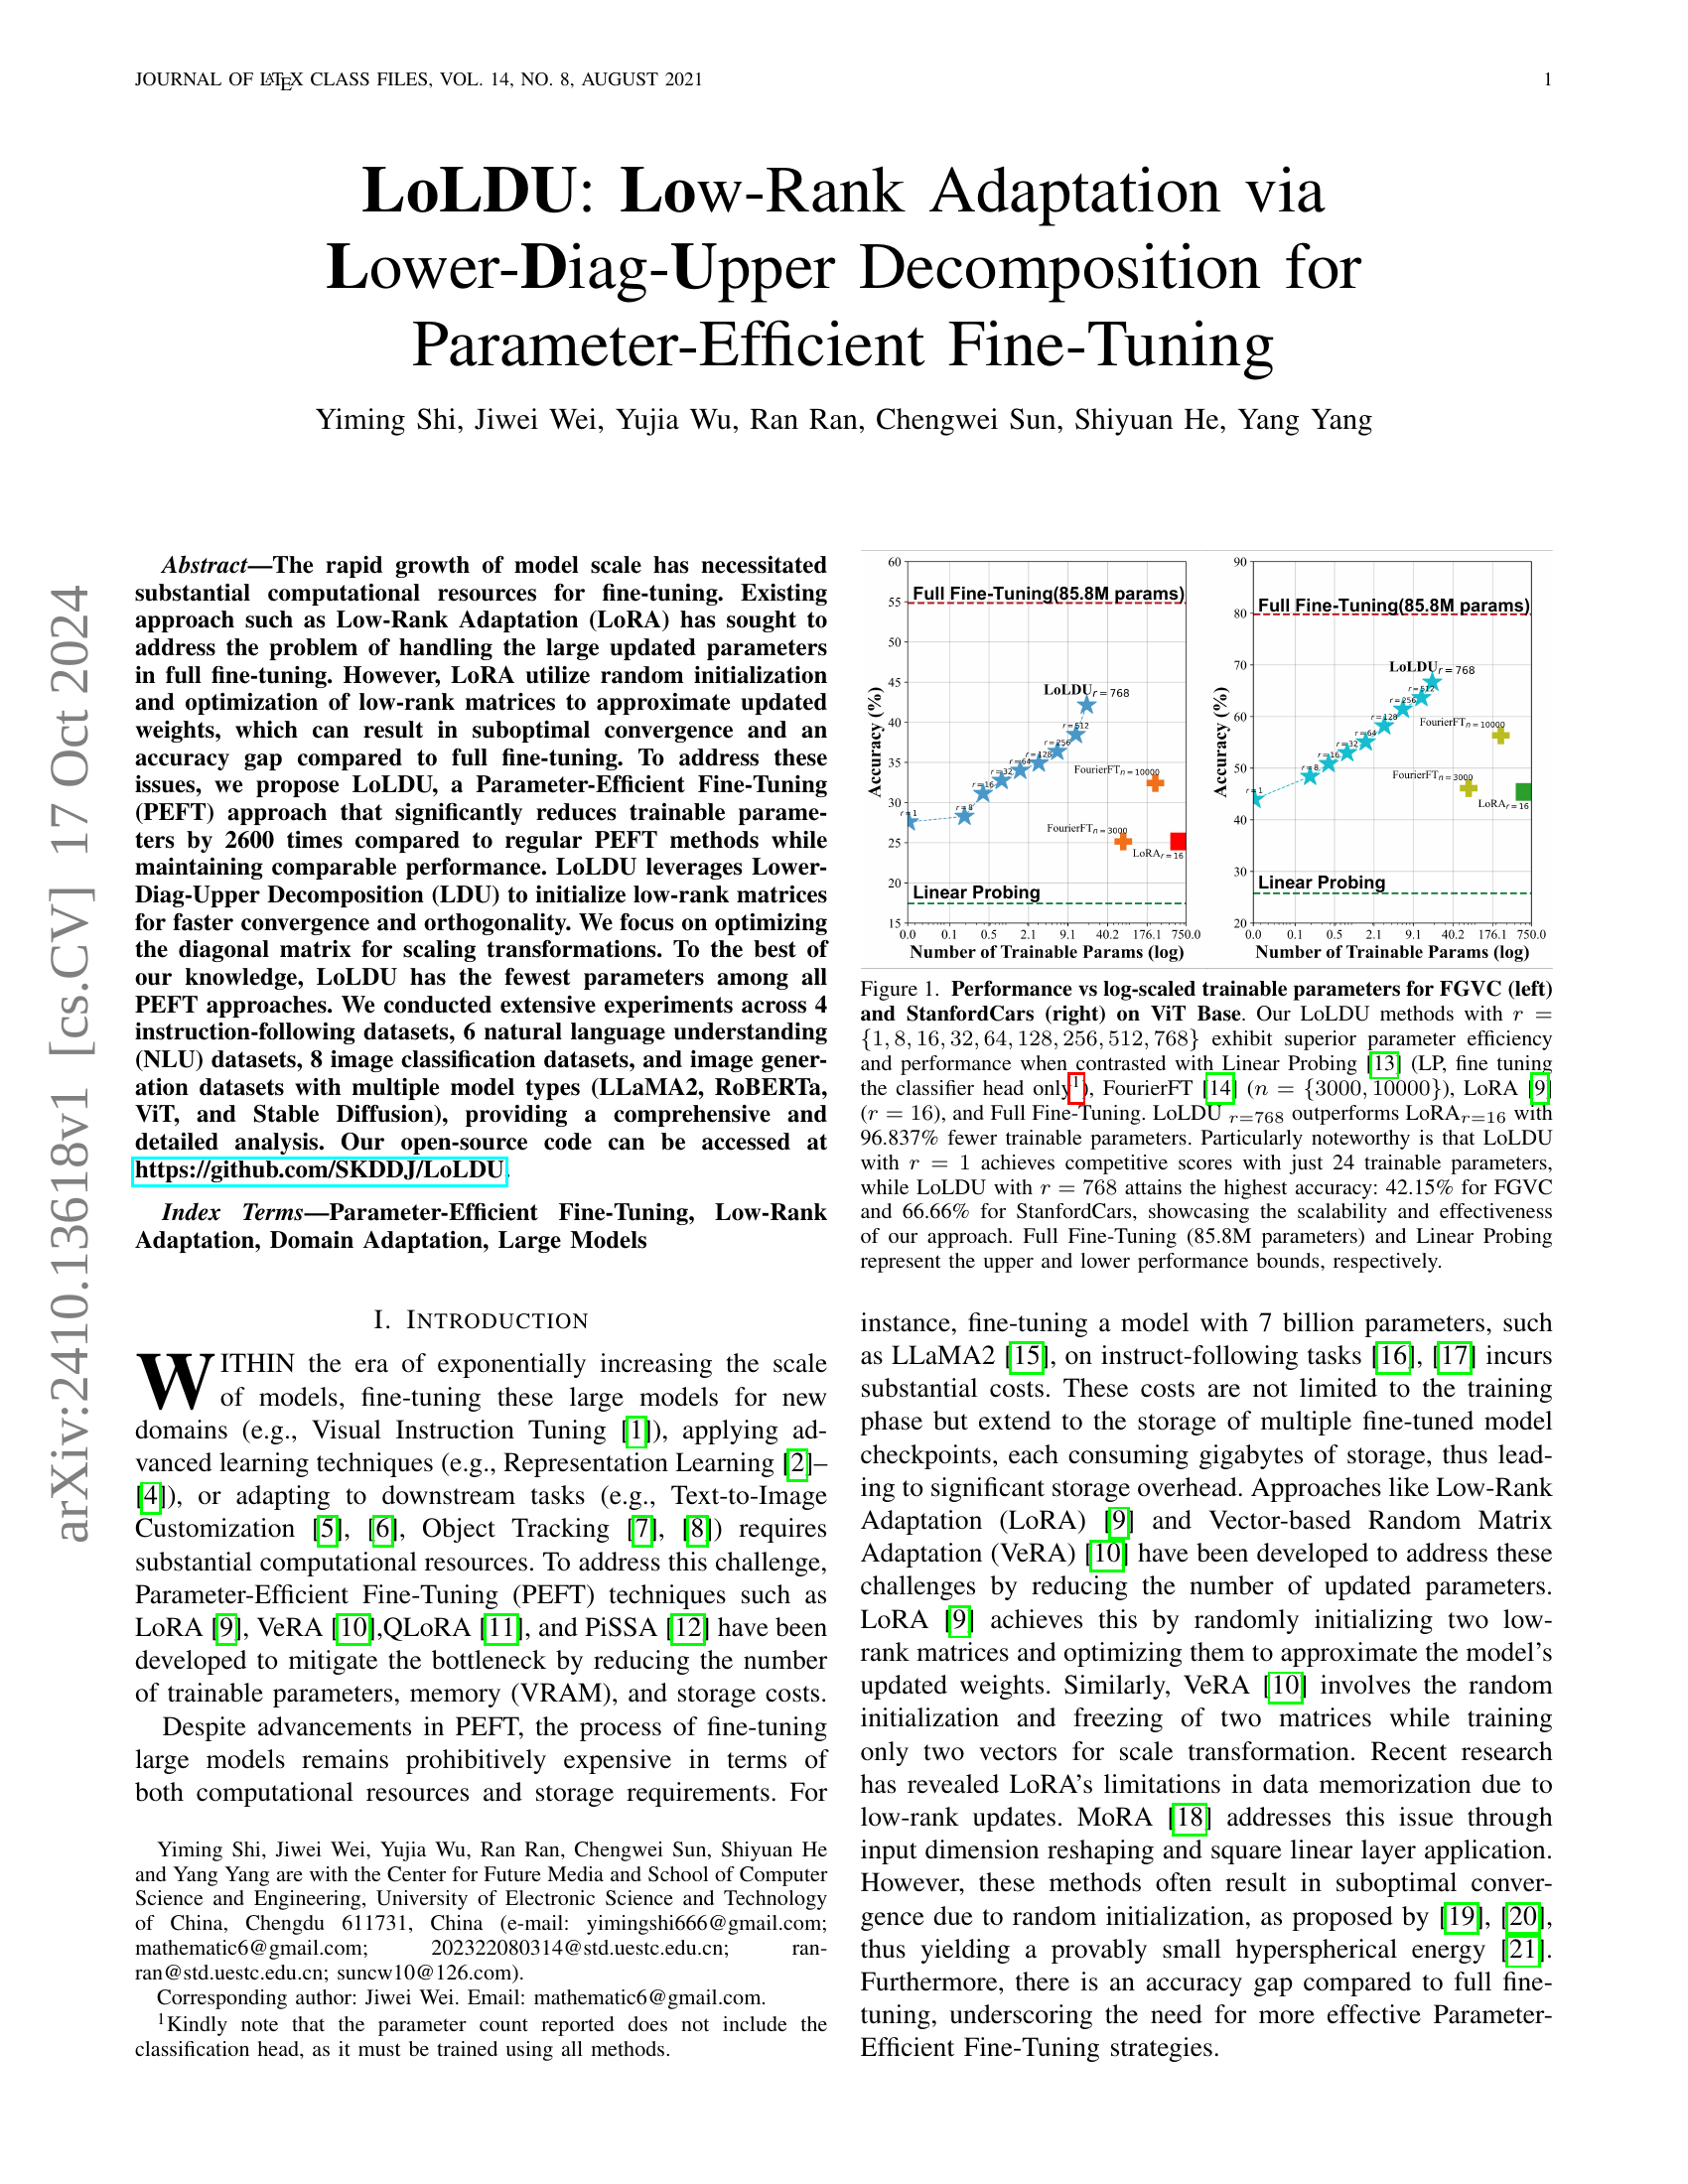 JOURNAL OF LATEX CLASS FILES, VOL. 14, NO. 8, AUGUST 2021
1
LoLDU: Low-Rank Adaptation via
Lower-Diag-Upper Decomposition for
Parameter-Efficient Fine-Tuning
Yiming Shi, Jiwei Wei, Yujia Wu, Ran Ran, Chengwei Sun, Shiyuan He, Yang Yang
arXiv:2410.13618v1 [cs.CV] 17 Oct 2024
Abstract—The rapid growth of model scale has necessitated
substantial computational resources for fine-tuning. Existing
approach such as Low-Rank Adaptation (LoRA) has sought to
address the problem of handling the large updated parameters
in full fine-tuning. However, LoRA utilize random initialization
and optimization of low-rank matrices to approximate updated
weights, which can result in suboptimal convergence and an
accuracy gap compared to full fine-tuning. To address these
issues, we propose LoLDU, a Parameter-Efficient Fine-Tuning
(PEFT) approach that significantly reduces trainable parame-
ters by 2600 times compared to regular PEFT methods while
maintaining comparable performance. LoLDU leverages Lower-
Diag-Upper Decomposition (LDU) to initialize low-rank matrices
for faster convergence and orthogonality. We focus on optimizing
the diagonal matrix for scaling transformations. To the best of
our knowledge, LoLDU has the fewest parameters among all
PEFT approaches. We conducted extensive experiments across 4
instruction-following datasets, 6 natural language understanding
(NLU) datasets, 8 image classification datasets, and image gener-
ation datasets with multiple model types (LLaMA2, RoBERTa,
ViT, and Stable Diffusion), providing a comprehensive and
detailed analysis. Our open-source code can be accessed at
https://github.com/SKDDJ/LoLDU.
Index Terms—Parameter-Efficient Fine-Tuning, Low-Rank
Adaptation, Domain Adaptation, Large Models
I. INTRODUCTION
WITHIN the era of exponentially increasing the scale
of models, fine-tuning these large models for new
domains (e.g., Visual Instruction Tuning [1]), applying ad-
vanced learning techniques (e.g., Representation Learning [2]–
[4]), or adapting to downstream tasks (e.g., Text-to-Image
Customization [5], [6], Object Tracking [7], [8]) requires
substantial computational resources. To address this challenge,
Parameter-Efficient Fine-Tuning (PEFT) techniques such as
LoRA [9], VeRA [10],QLoRA [11], and PiSSA [12] have been
developed to mitigate the bottleneck by reducing the number
of trainable parameters, memory (VRAM), and storage costs.
Despite advancements in PEFT, the process of fine-tuning
large models remains prohibitively expensive in terms of
both computational resources and storage requirements. For
Yiming Shi, Jiwei Wei, Yujia Wu, Ran Ran, Chengwei Sun, Shiyuan He
and Yang Yang are with the Center for Future Media and School of Computer
Science and Engineering, University of Electronic Science and Technology
of China, Chengdu 611731, China (e-mail: yimingshi666@gmail.com;
mathematic6@gmail.com; 202322080314@std.uestc.edu.cn; ran-
ran@std.uestc.edu.cn; suncw10@126.com).
Corresponding author: Jiwei Wei. Email: mathematic6@gmail.com.
1Kindly note that the parameter count reported does not include the
classification head, as it must be trained using all methods.
60
55
50
45
40
35
30
25
20
15
Accuracy (%)
Full Fine-Tuning(85.8M params)
LoLDU r = 768
r = 512
r = 256
r = 128
r = 64
r = 32
r = 16
r = 8
r = 1
FourierFT n = 10000
FourierFT n = 3000
LoRA r = 16
Linear Probing
0.0 0.1 0.5 2.1 9.1 40.2 176.1 750.0
Number of Trainable Params (log)
90
80
70
60
50
40
30
20
Accuracy (%)
Full Fine-Tuning(85.8M params)
LoLDU r = 768
r = 512
r = 256
r = 128
r = 64
r = 32
r = 16
r = 8
r = 1
FourierFT n = 10000
FourierFT n = 3000
LoRA r = 16
Linear Probing
0.0 0.1 0.5 2.1 9.1 40.2 176.1 750.0
Number of Trainable Params (log)
Figure 1. Performance vs log-scaled trainable parameters for FGVC (left)
and StanfordCars (right) on ViT Base. Our LoLDU methods with r =
{1, 8, 16, 32, 64, 128, 256, 512, 768} exhibit superior parameter efficiency
and performance when contrasted with Linear Probing [13] (LP, fine tuning
the classifier head only1), FourierFT [14] (n = {3000, 10000}), LoRA [9]
(r = 16), and Full Fine-Tuning. LoLDU r=768 outperforms LoRAr=16 with
96.837% fewer trainable parameters. Particularly noteworthy is that LoLDU
with r = 1 achieves competitive scores with just 24 trainable parameters,
while LoLDU with r = 768 attains the highest accuracy: 42.15% for FGVC
and 66.66% for StanfordCars, showcasing the scalability and effectiveness
of our approach. Full Fine-Tuning (85.8M parameters) and Linear Probing
represent the upper and lower performance bounds, respectively.
instance, fine-tuning a model with 7 billion parameters, such
as LLaMA2 [15], on instruct-following tasks [16], [17] incurs
substantial costs. These costs are not limited to the training
phase but extend to the storage of multiple fine-tuned model
checkpoints, each consuming gigabytes of storage, thus lead-
ing to significant storage overhead. Approaches like Low-Rank
Adaptation (LoRA) [9] and Vector-based Random Matrix
Adaptation (VeRA) [10] have been developed to address these
challenges by reducing the number of updated parameters.
LoRA [9] achieves this by randomly initializing two low-
rank matrices and optimizing them to approximate the model's
updated weights. Similarly, VeRA [10] involves the random
initialization and freezing of two matrices while training
only two vectors for scale transformation. Recent research
has revealed LoRA's limitations in data memorization due to
low-rank updates. MoRA [18] addresses this issue through
input dimension reshaping and square linear layer application.
However, these methods often result in suboptimal conver-
gence due to random initialization, as proposed by [19], [20],
thus yielding a provably small hyperspherical energy [21].
Furthermore, there is an accuracy gap compared to full fine-
tuning, underscoring the need for more effective Parameter-
Efficient Fine-Tuning strategies.